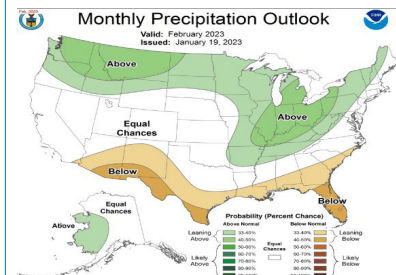 Feb. 2023
Monthly Precipitation Outlook
Valid: February 2023
Issued: January 19, 2023
Above
Equal
Chances
Above
Below
Below
Equal
Chances
Above
Probability (Percent Chance)
Above Normal
Below Normal
Leaning
Above
33-40%
40-50%
50-60%
Equal
Chances
33-40%
40-50%
50-60%
Leaning
Below
Likely
Above
60-70%
70-80%
80-90%
60-70%
70-80%
80-90%
Likely
Below